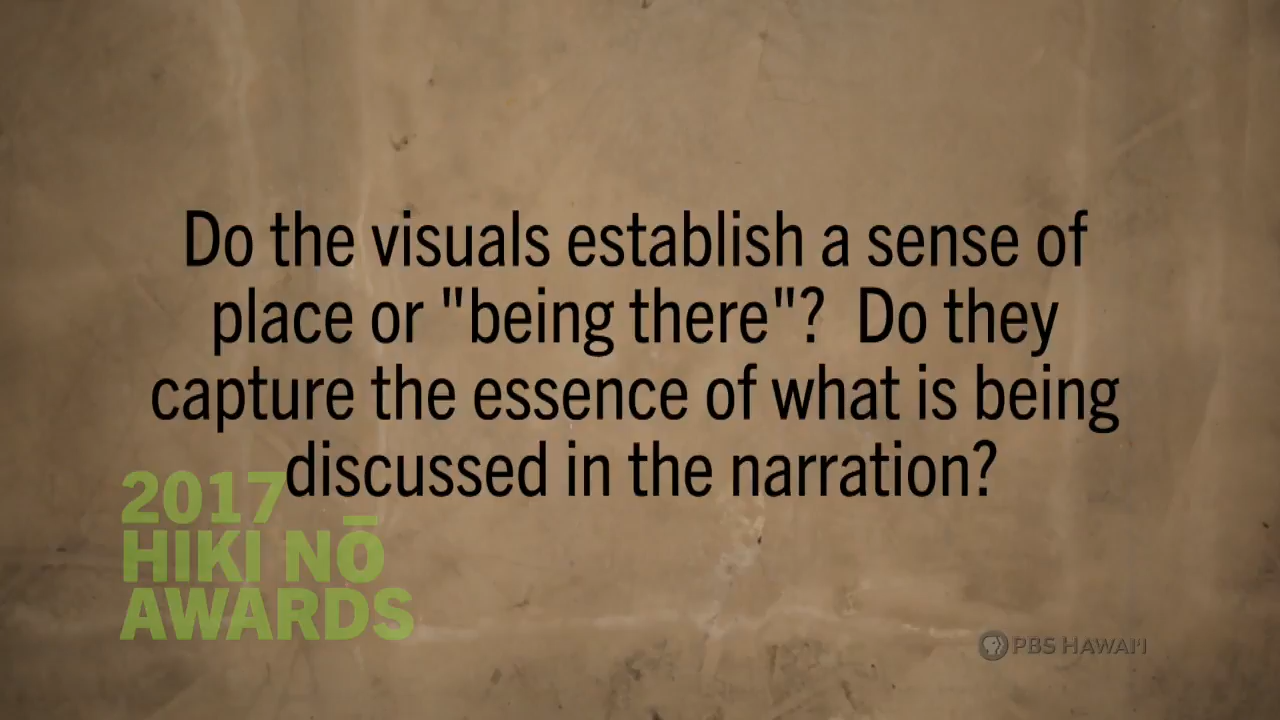 Do the visuals establish a sense of
place or "being there"?  Do they
capture the essence of what is being
discussed in the narration?
2017
HIKI NŌ
AWARDS
PBS HAWAI'I